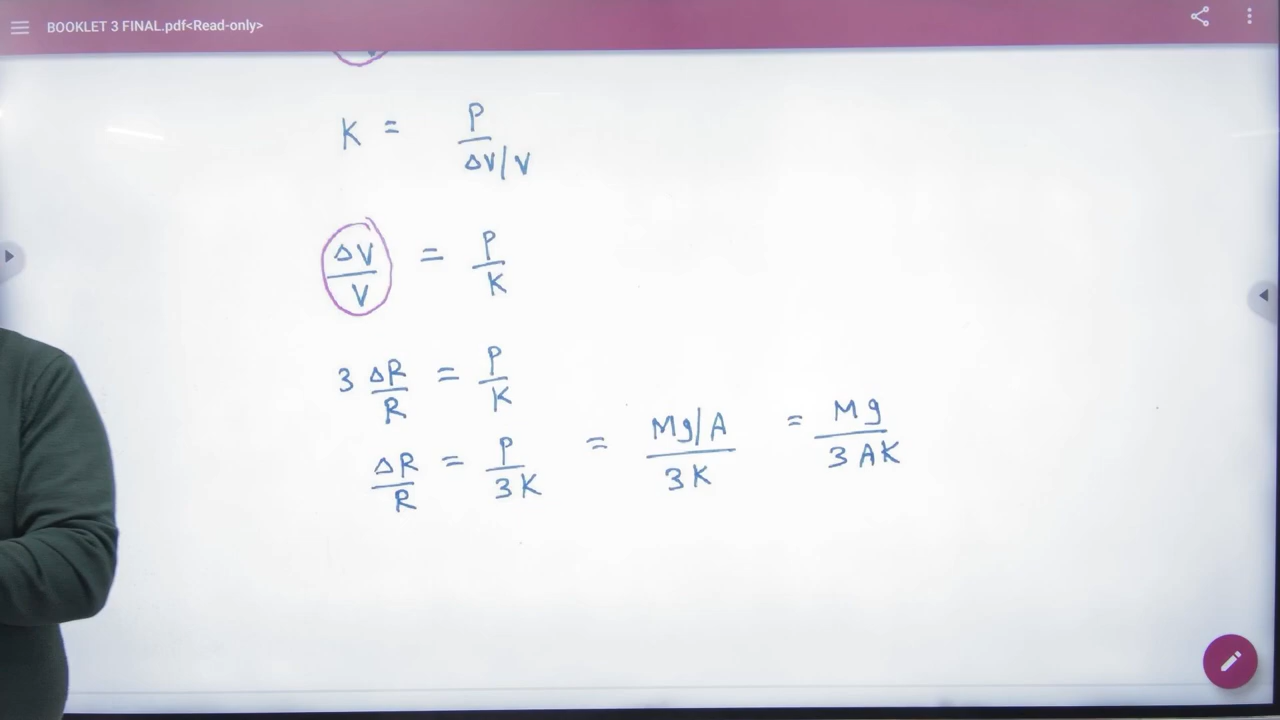 BOOKLET 3 FINAL.pdf<Read-only>
K = P / ΔV/V
ΔV/V = P/K
3 ΔR/R = P/K
ΔR/R = P/3K = Mg/A / 3K = Mg / 3AK